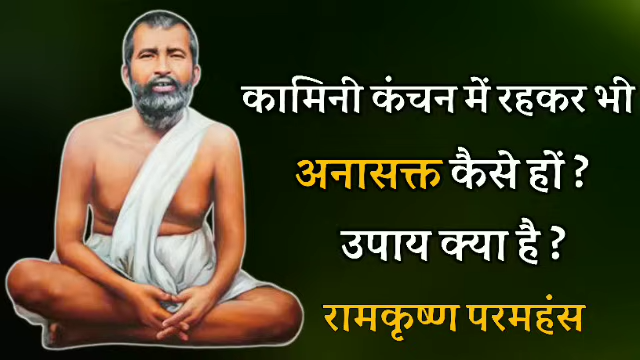 कामिनी कंचन में रहकर भी
अनासक्त कैसे हों ?
उपाय क्या है ?
रामकृष्ण परमहंस